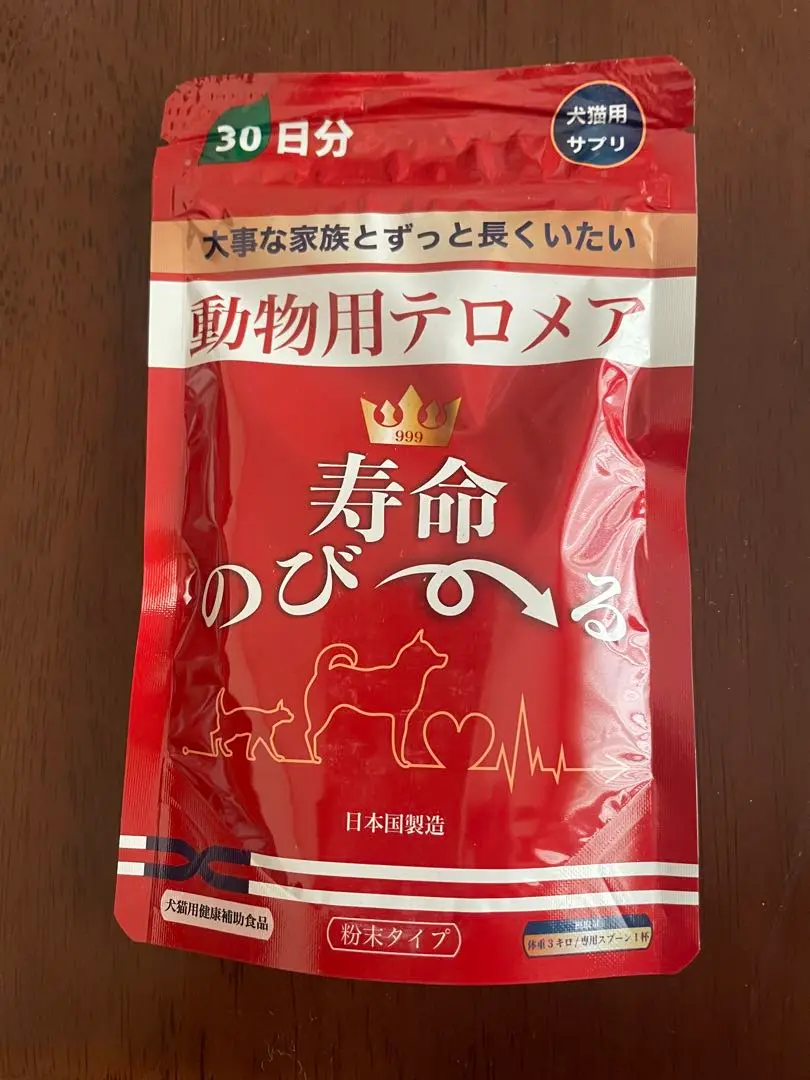 30日分
犬猫用
サプリ
大事な家族とずっと長くいたい
動物用テロメア
999
寿命
のび〜る
日本国製造
犬猫用健康補助食品
粉末タイプ
体重3キロ/専用スプーン1杯